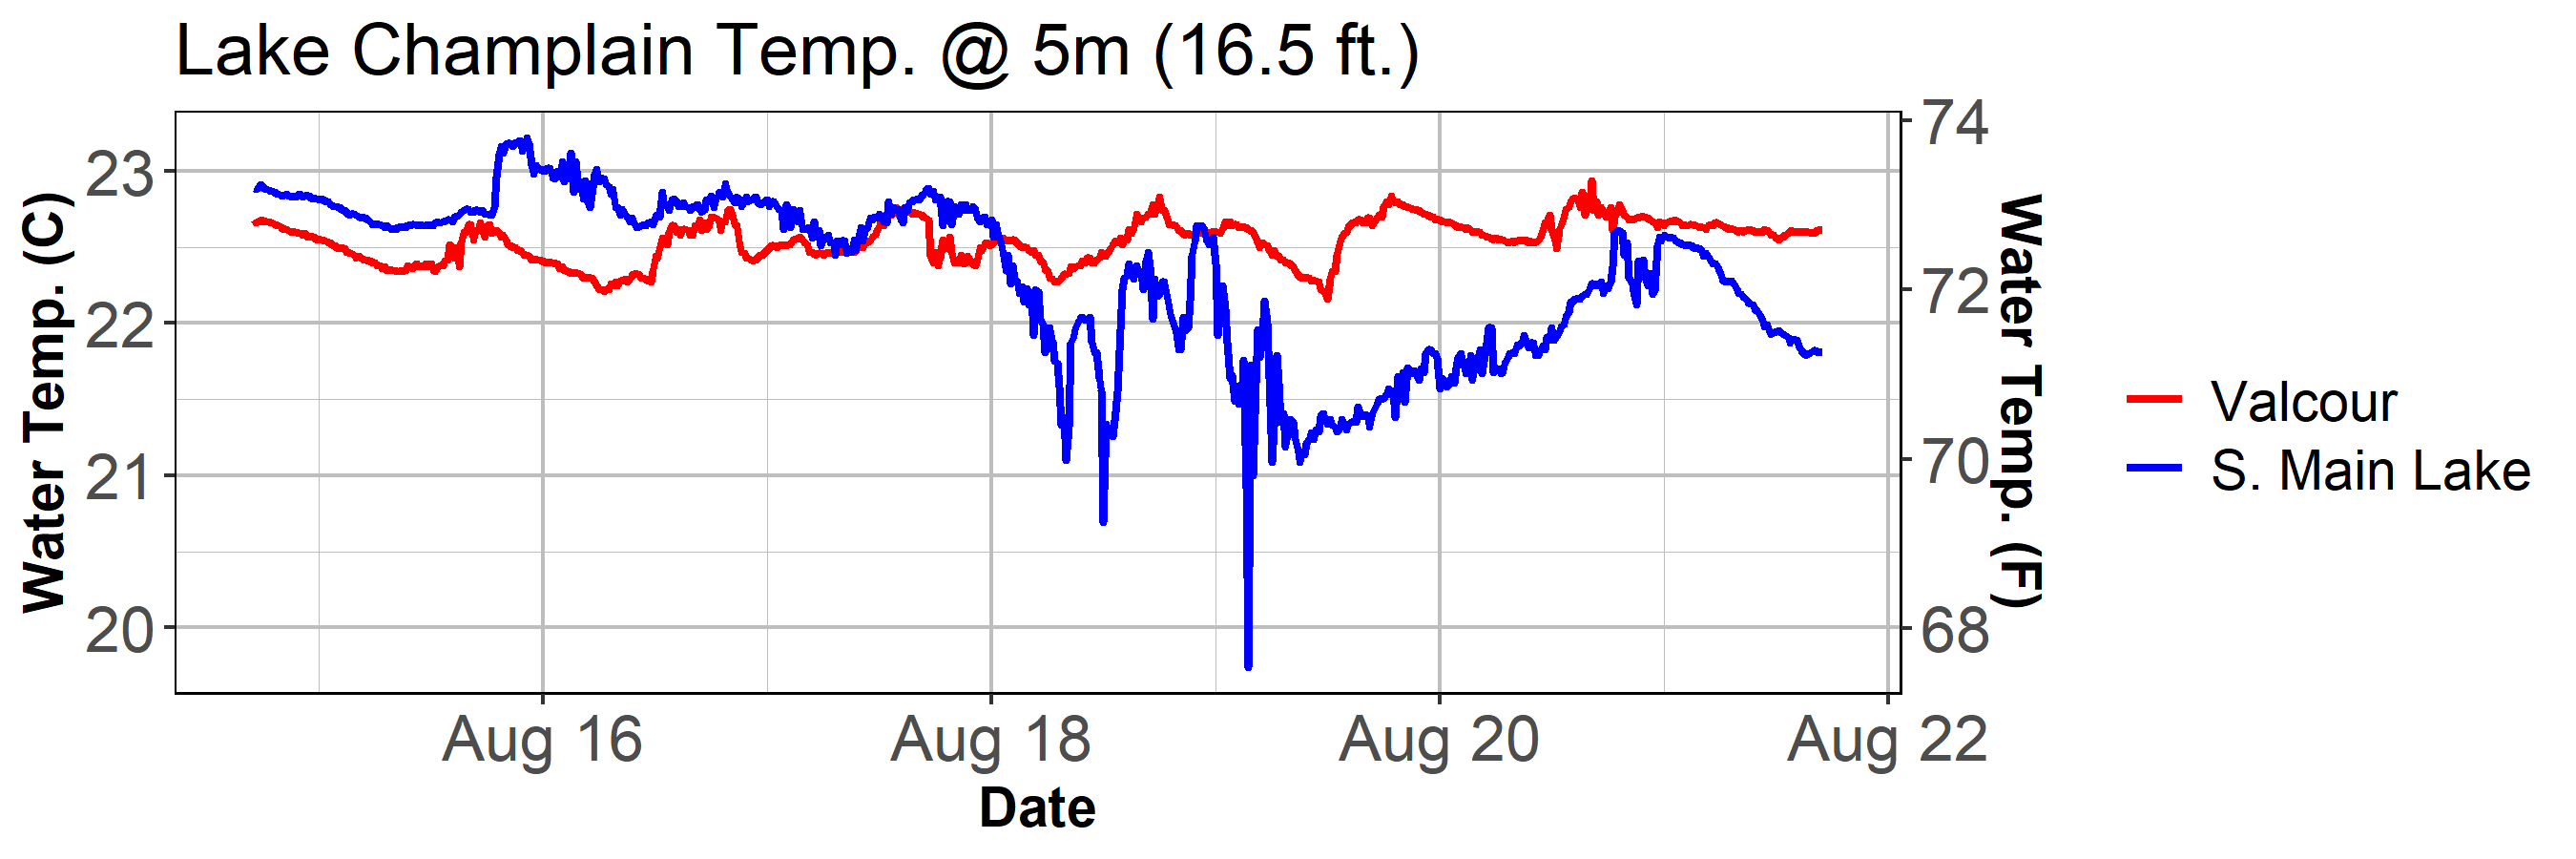 Lake Champlain Temp. @ 5m (16.5 ft.)
Water Temp. (C)
23
22
21
20
74
72
70
68
Water Temp. (F)
Aug 16
Aug 18
Aug 20
Aug 22
Date
Valcour
S. Main Lake